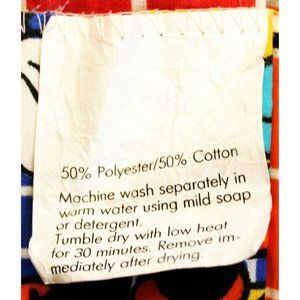 50% Polyester/50% Cotton
Machine wash separately in
warm water using mild soap
or detergent.
Tumble dry with low heat
for 30 minutes. Remove im-
mediately after drying.